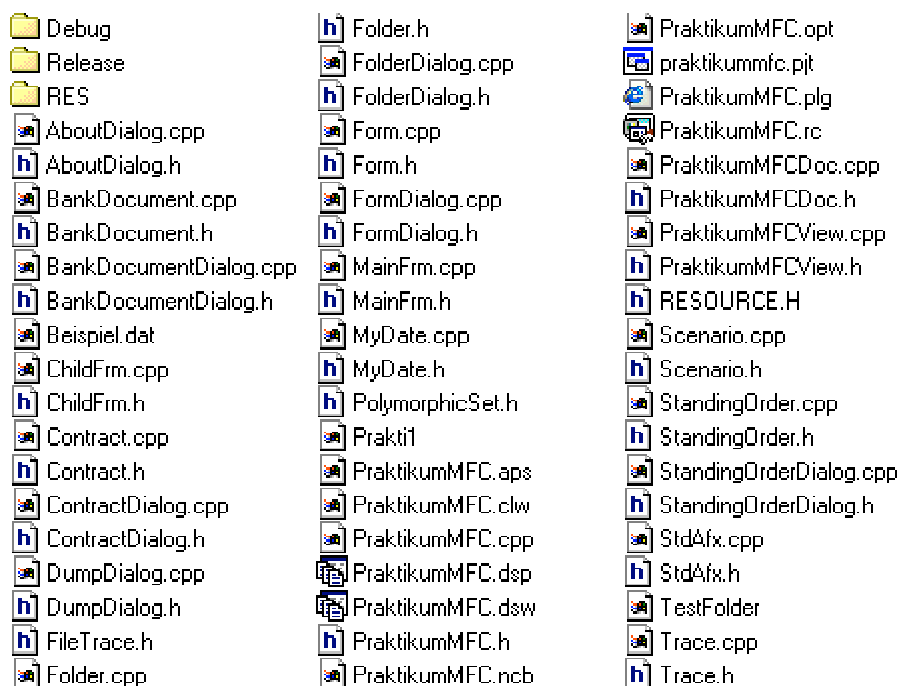 Debug
Release
RES
AboutDialog.cpp
AboutDialog.h
BankDocument.cpp
BankDocument.h
BankDocumentDialog.cpp
BankDocumentDialog.h
Beispiel.dat
ChildFrm.cpp
ChildFrm.h
Contract.cpp
Contract.h
ContractDialog.cpp
ContractDialog.h
DumpDialog.cpp
DumpDialog.h
FileTrace.h
Folder.cpp
Folder.h
FolderDialog.cpp
FolderDialog.h
Form.cpp
Form.h
FormDialog.cpp
FormDialog.h
MainFrm.cpp
MainFrm.h
MyDate.cpp
MyDate.h
PolymorphicSet.h
Prakti1
PraktikumMFC.aps
PraktikumMFC.clw
PraktikumMFC.cpp
PraktikumMFC.dsp
PraktikumMFC.dsw
PraktikumMFC.h
PraktikumMFC.ncb
PraktikumMFC.opt
praktikummfc.pjt
PraktikumMFC.plg
PraktikumMFC.rc
PraktikumMFCDoc.cpp
PraktikumMFCDoc.h
PraktikumMFCView.cpp
PraktikumMFCView.h
RESOURCE.H
Scenario.cpp
Scenario.h
StandingOrder.cpp
StandingOrder.h
StandingOrderDialog.cpp
StandingOrderDialog.h
StdAfx.cpp
StdAfx.h
TestFolder
Trace.cpp
Trace.h